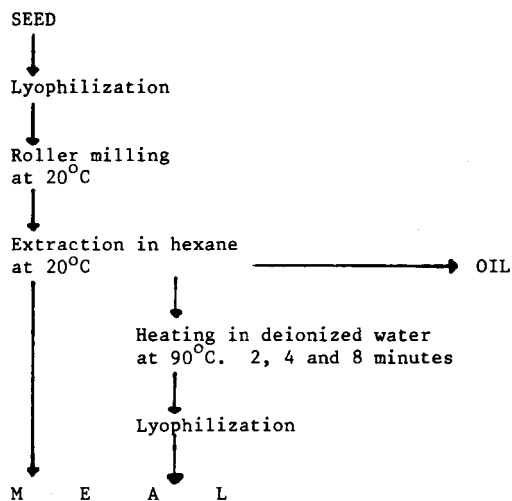 SEED
Lyophilization
Roller milling
at 20°C
Extraction in hexane
at 20°C
OIL
Heating in deionized water
at 90°C. 2, 4 and 8 minutes
Lyophilization
M E A L